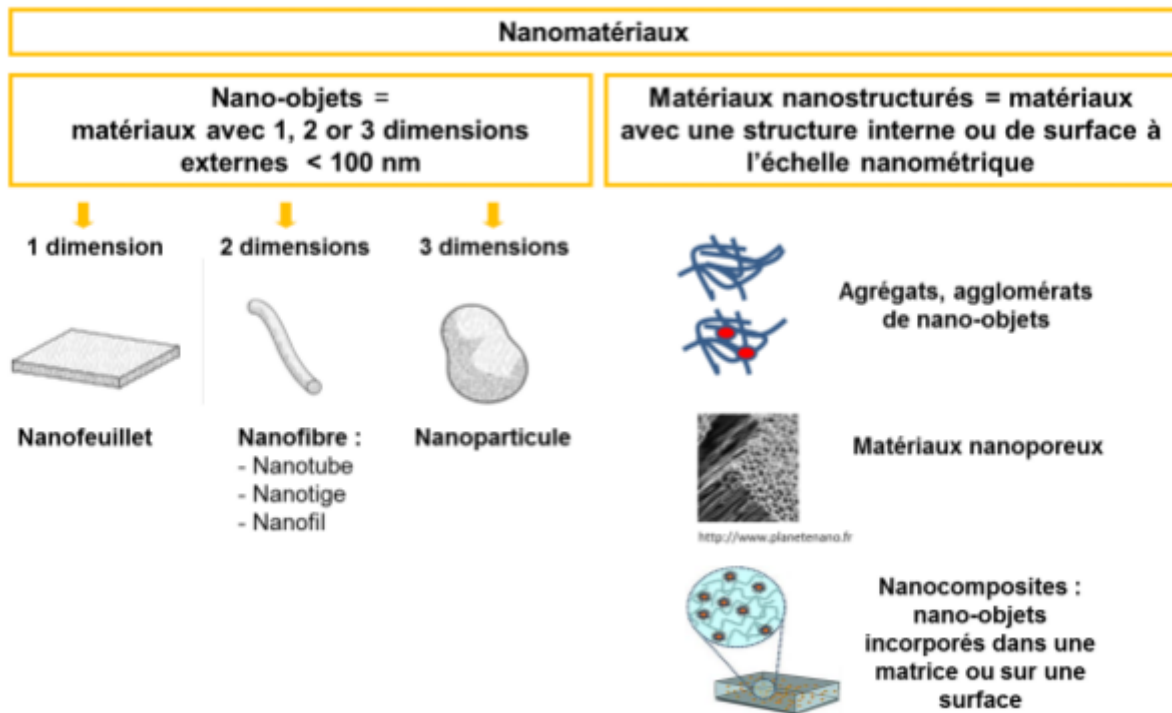 Nanomatériaux
Nano-objets =
matériaux avec 1, 2 or 3 dimensions
externes < 100 nm
Matériaux nanostructurés = matériaux
avec une structure interne ou de surface à
l'échelle nanométrique
1 dimension
2 dimensions
3 dimensions
Nanofeuillet
Nanofibre :
- Nanotube
- Nanotige
- Nanofil
Nanoparticule
Agrégats, agglomérats
de nano-objets
Matériaux nanoporeux
http://www.planetenano.fr
Nanocomposites :
nano-objets
incorporés dans une
matrice ou sur une
surface